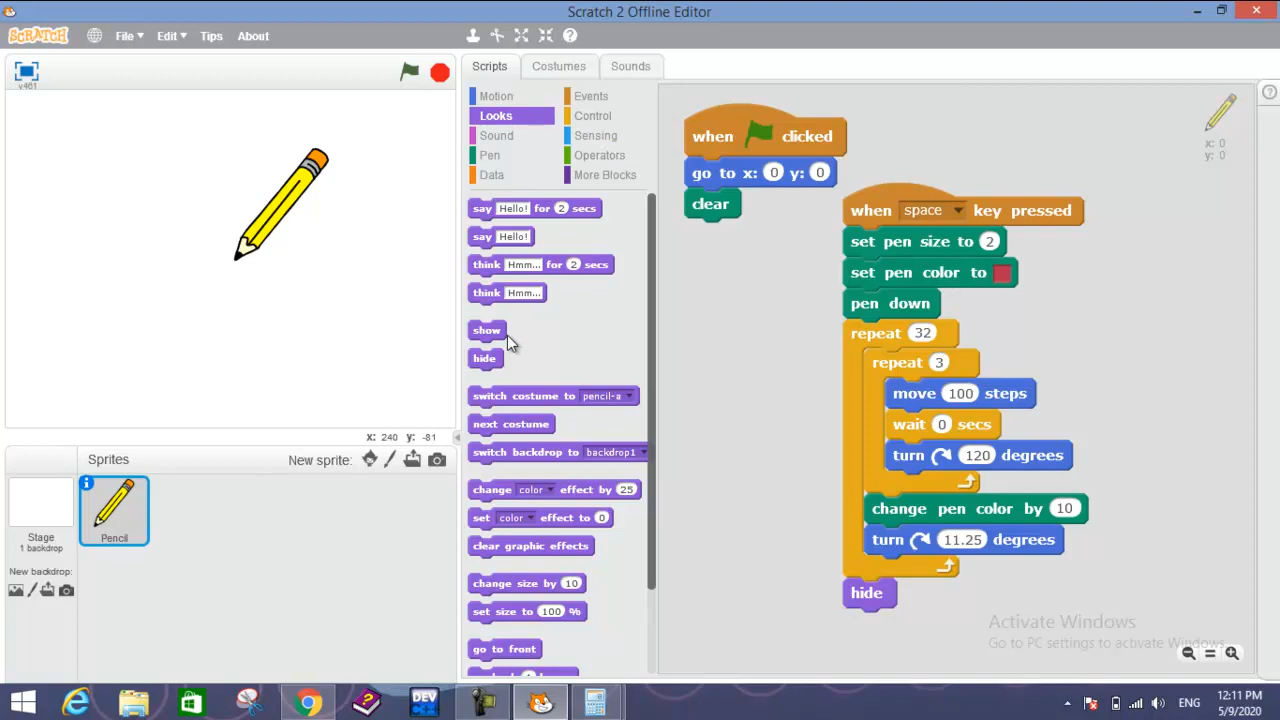 Scratch 2 Offline Editor
SCRATCH File Edit Tips About
v461
Scripts Costumes Sounds
Motion Events
Looks Control
Sound Sensing
Pen Operators
Data More Blocks
say Hello! for 2 secs
say Hello!
think Hmm... for 2 secs
think Hmm...
show
hide
switch costume to pencil-a
next costume
switch backdrop to backdrop1
change color effect by 25
set color effect to 0
clear graphic effects
change size by 10
set size to 100 %
go to front
when clicked
go to x: 0 y: 0
clear
when space key pressed
set pen size to 2
set pen color to
pen down
repeat 32
repeat 3
move 100 steps
wait 0 secs
turn 120 degrees
change pen color by 10
turn 11.25 degrees
hide
x: 0
y: 0
x: 240 y: -81
Sprites New sprite:
Stage
1 backdrop
New backdrop:
Pencil
Activate Windows
Go to PC settings to activate Windows.
DEV
ENG
12:11 PM
5/9/2020